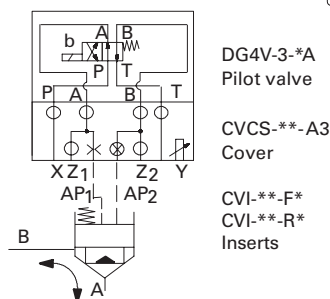 A B
b
P T
P A B T
X Z1 Z2 Y
AP1 AP2
B
A
DG4V-3-*A
Pilot valve
CVCS-**-A3
Cover
CVI-**-F*
CVI-**-R*
Inserts